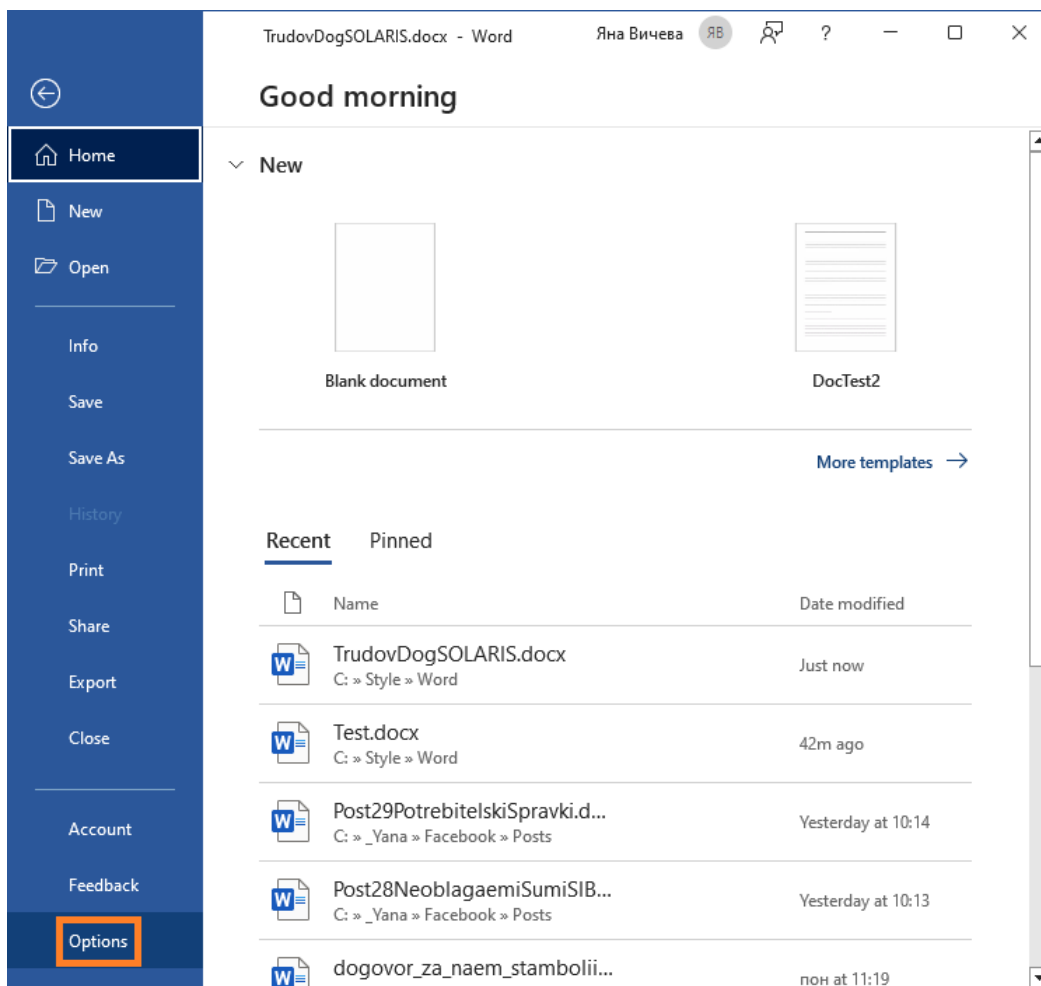 TrudovDogSOLARIS.docx - Word
Яна Вичева
ЯВ
?
Good morning
Home
New
Open
Info
Save
Save As
History
Print
Share
Export
Close
Account
Feedback
Options
New
Blank document
DocTest2
More templates
Recent Pinned
Name Date modified
TrudovDogSOLARIS.docx
C: » Style » Word
Just now
Test.docx
C: » Style » Word
42m ago
Post29PotrebitelskiSpravki.d...
C: » _Yana » Facebook » Posts
Yesterday at 10:14
Post28NeoblagaemiSumiSIB...
C: » _Yana » Facebook » Posts
Yesterday at 10:13
dogovor_za_naem_stambolii...
пон at 11:19